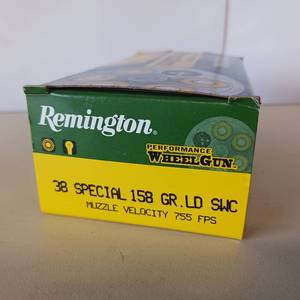 Remington
PERFORMANCE
WHEELGUN
38 SPECIAL 158 GR.LD SWC
MUZZLE VELOCITY 755 FPS